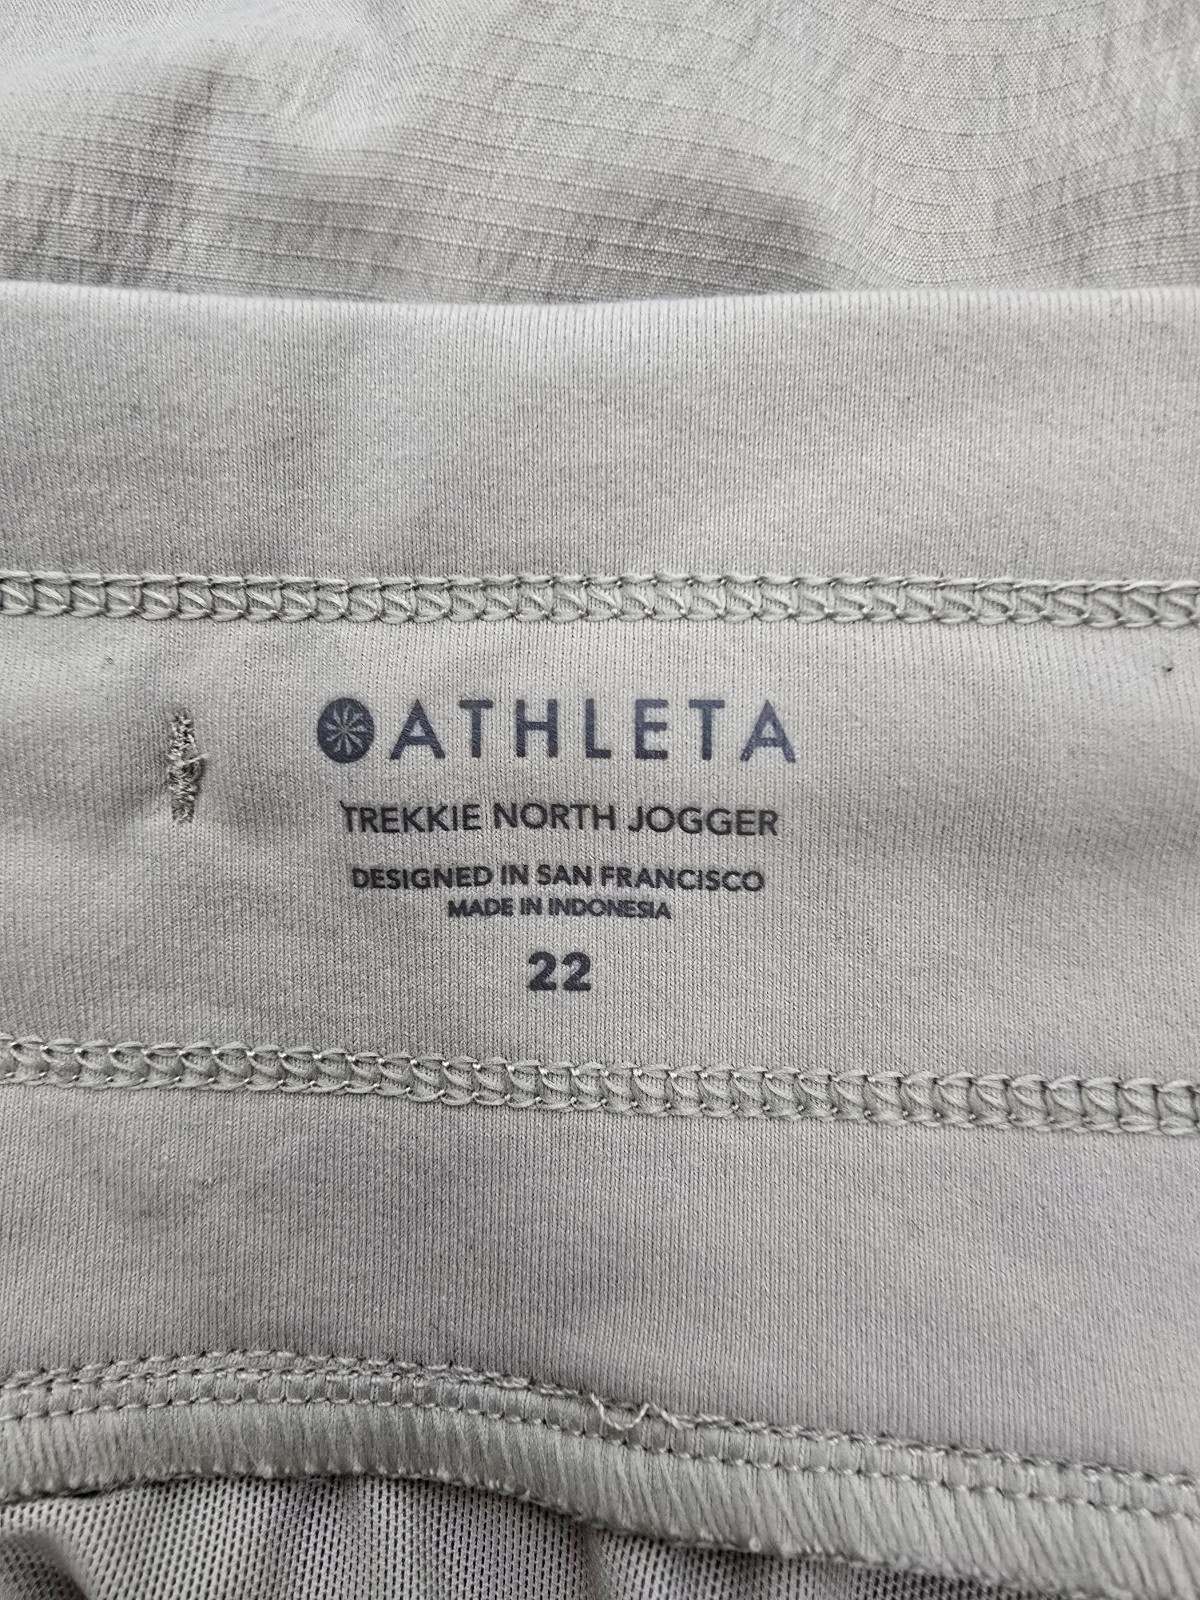 ATHLETA
TREKKIE NORTH JOGGER
DESIGNED IN SAN FRANCISCO
MADE IN INDONESIA
22